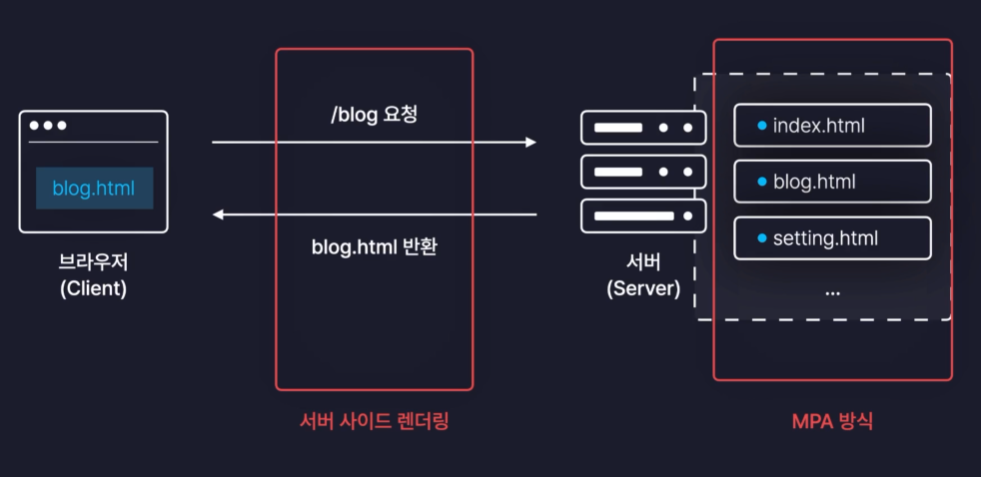 /blog 요청
index.html
blog.html
blog.html
setting.html
blog.html 반환
브라우저
(Client)
서버
(Server)
...
서버 사이드 렌더링
MPA 방식